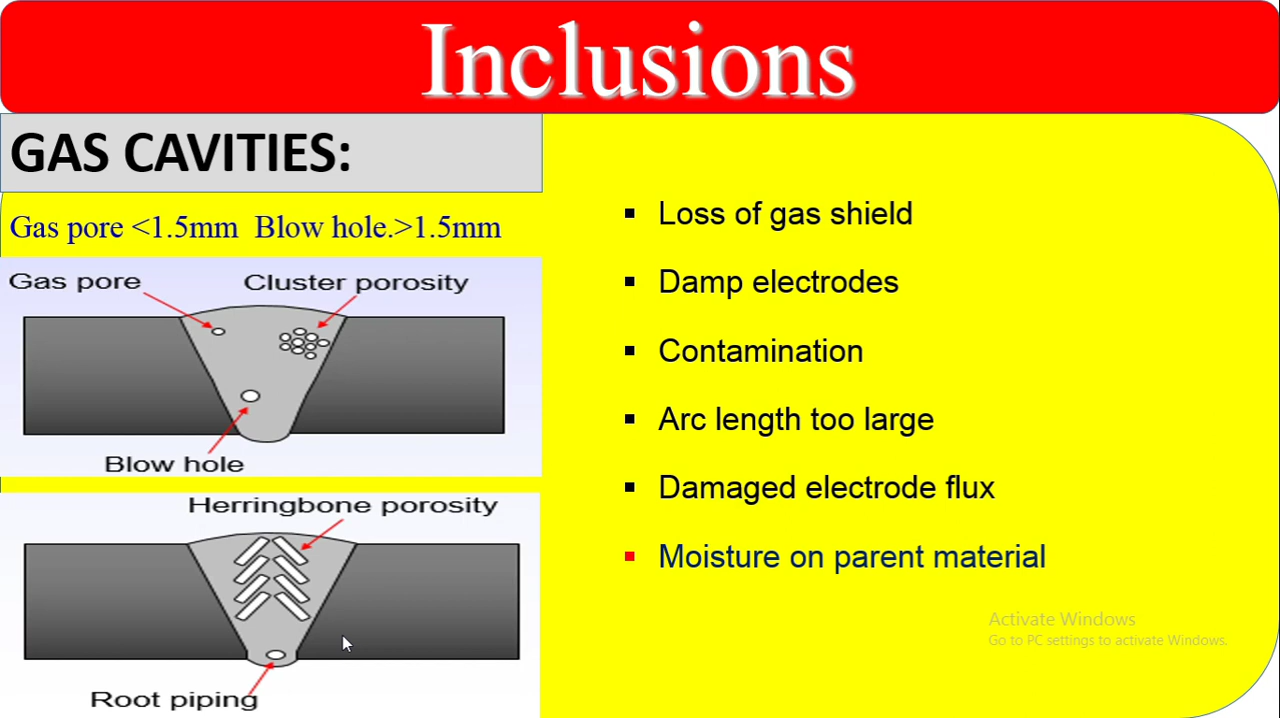 Inclusions
GAS CAVITIES:
Gas pore <1.5mm  Blow hole.>1.5mm
Gas pore
Cluster porosity
Blow hole
Herringbone porosity
Root piping
▪ Loss of gas shield
▪ Damp electrodes
▪ Contamination
▪ Arc length too large
▪ Damaged electrode flux
▪ Moisture on parent material
Activate Windows
Go to PC settings to activate Windows.